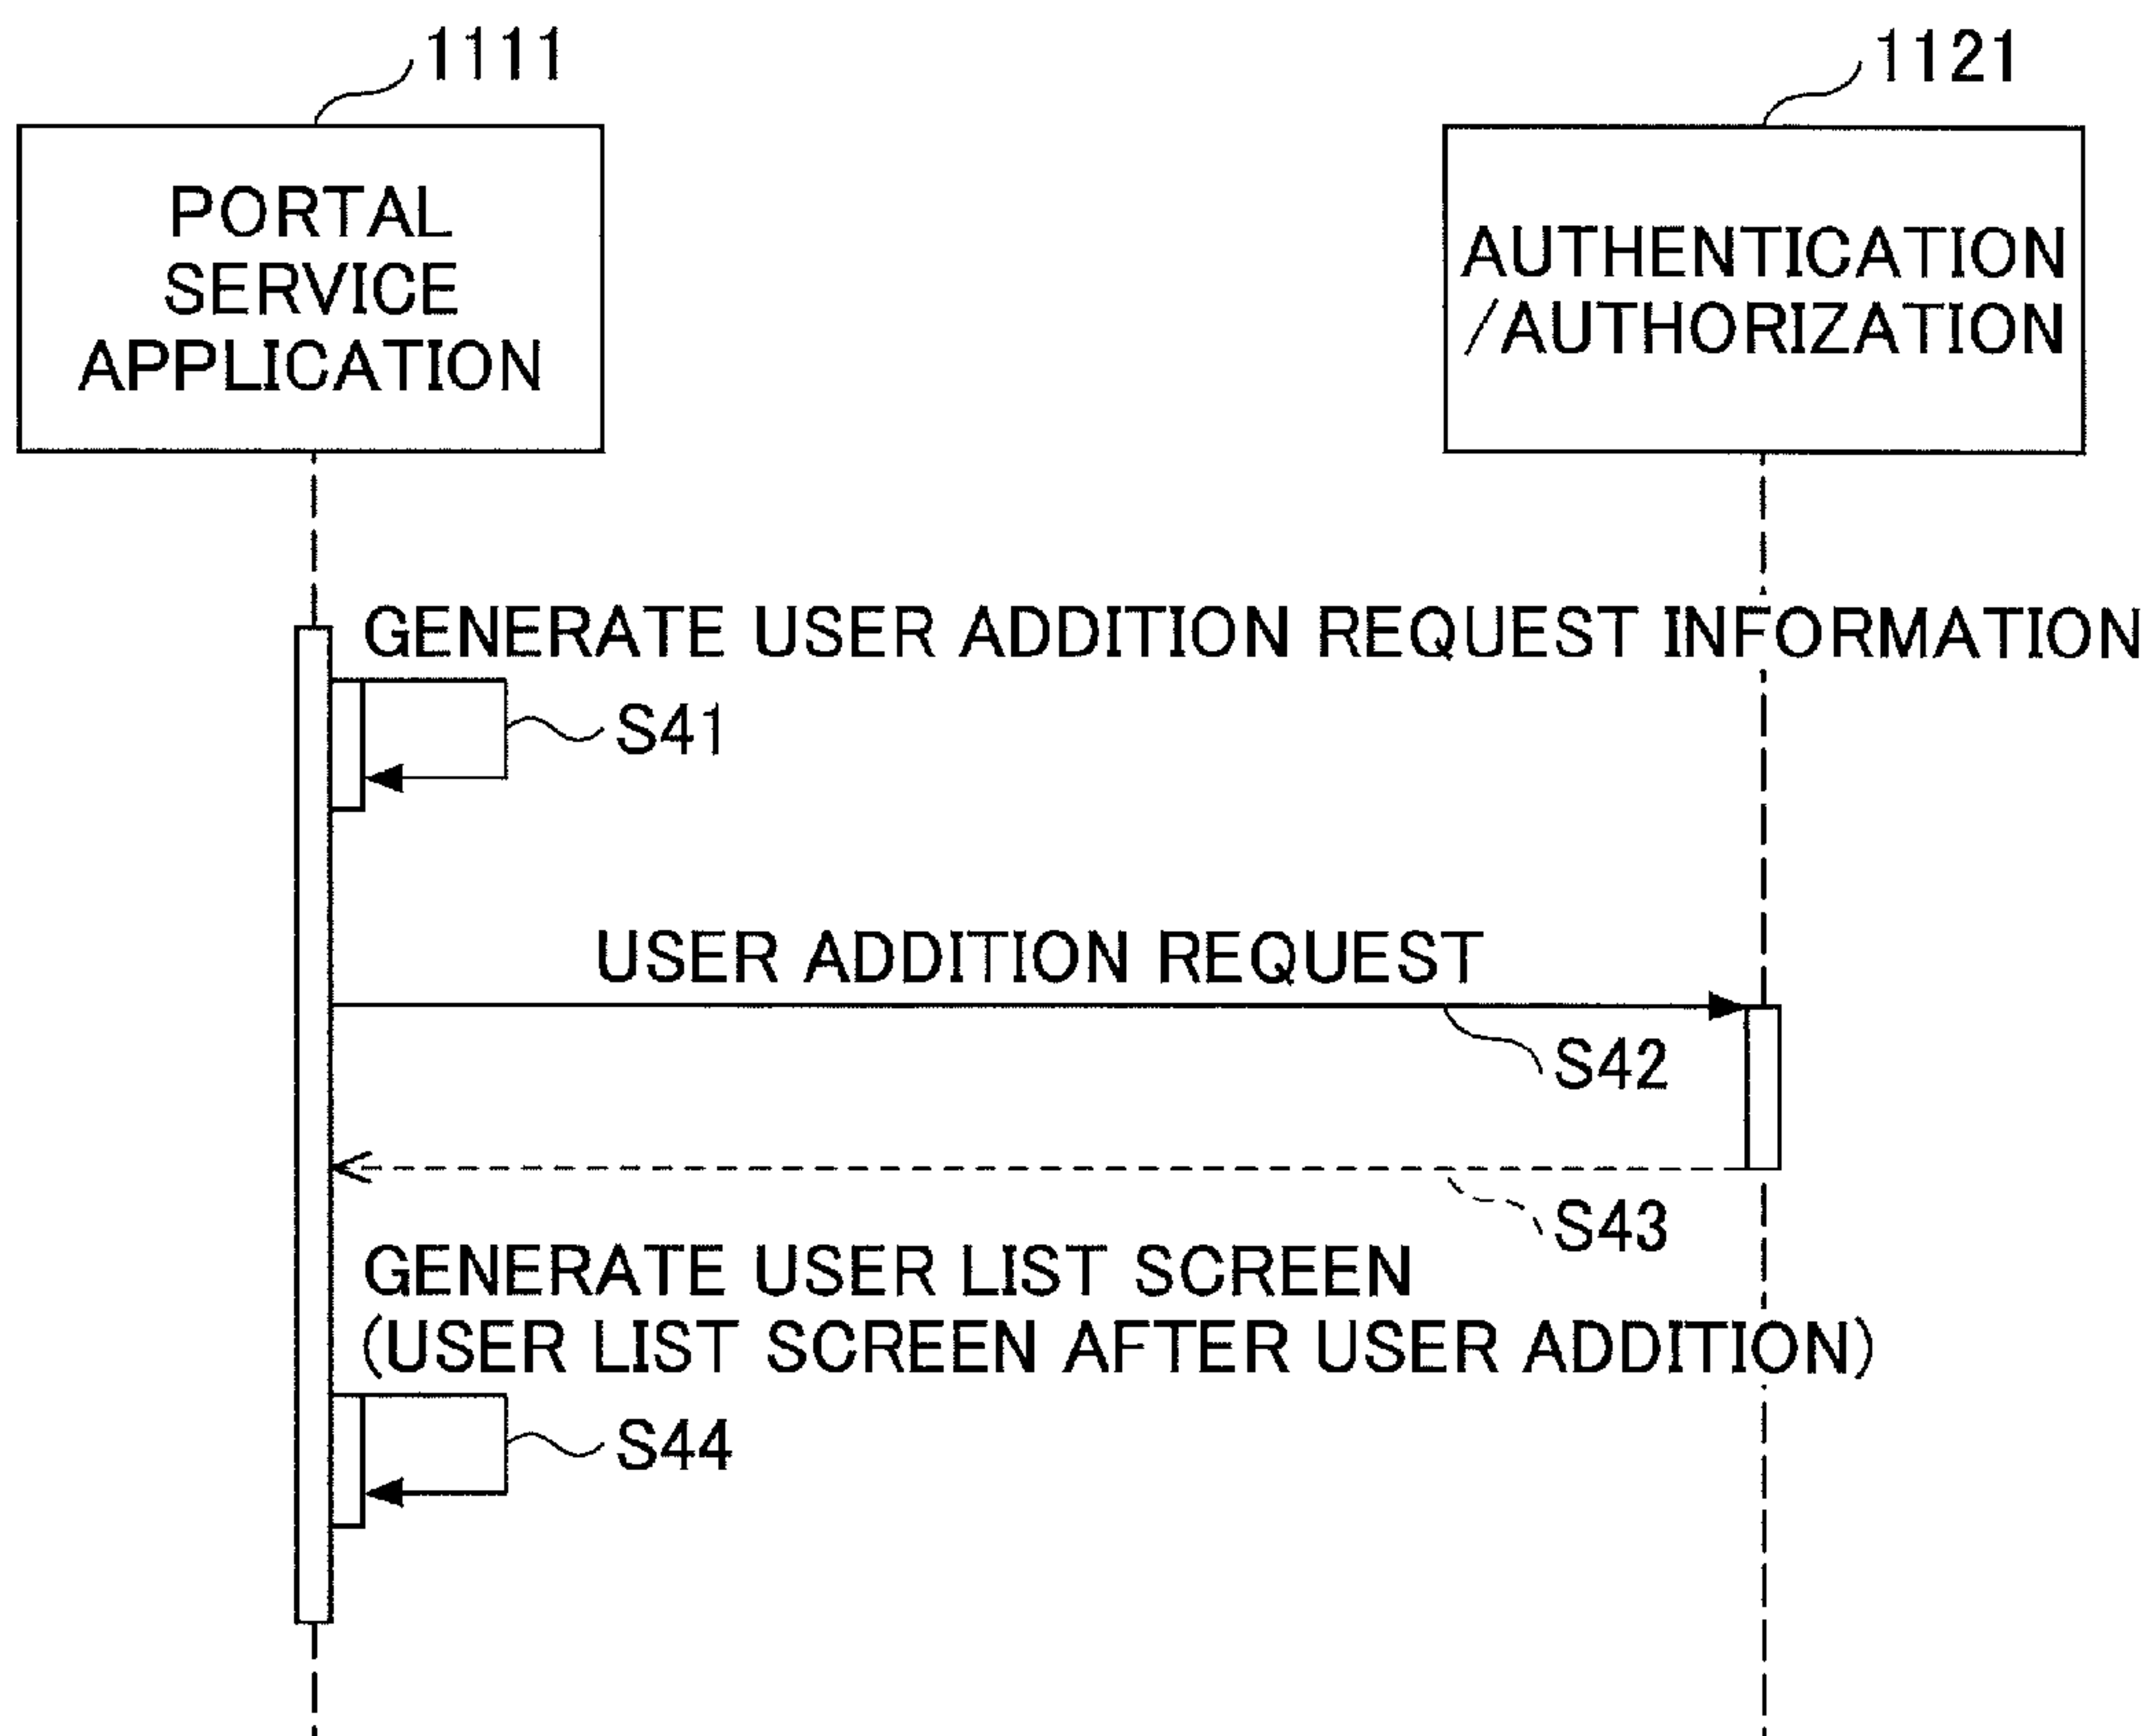 1111
1121
PORTAL
SERVICE
APPLICATION
AUTHENTICATION
/AUTHORIZATION
GENERATE USER ADDITION REQUEST INFORMATION
S41
USER ADDITION REQUEST
S42
S43
GENERATE USER LIST SCREEN
(USER LIST SCREEN AFTER USER ADDITION)
S44